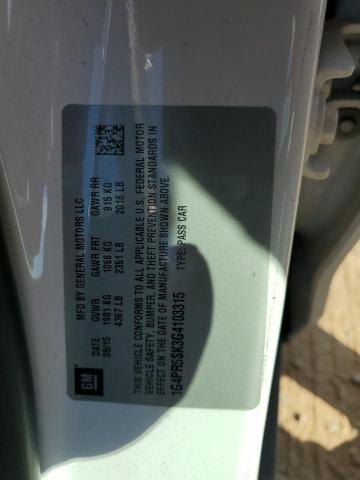 MFD BY GENERAL MOTORS LLC
DATE GVWR GAWR FRT GAWR RR
08/15 1981 KG 1066 KG 915 KG
4367 LB 2351 LB 2016 LB
THIS VEHICLE CONFORMS TO ALL APPLICABLE U.S. FEDERAL MOTOR
VEHICLE SAFETY, BUMPER, AND THEFT PREVENTION STANDARDS IN
EFFECT ON THE DATE OF MANUFACTURE SHOWN ABOVE.
1G4PR5SK3G4103315 TYPE: PASS CAR
GM